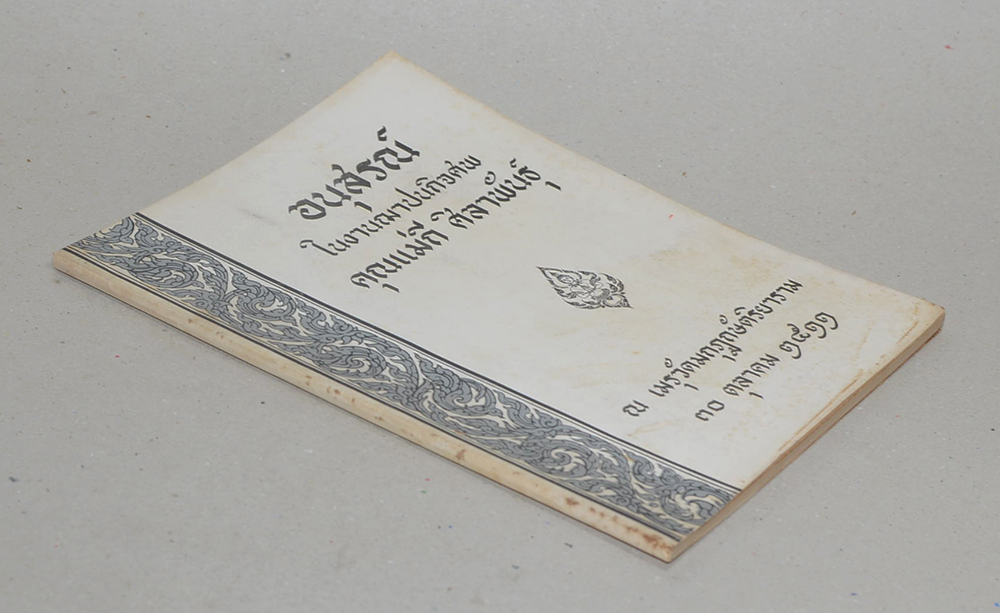 อนุสรณ์
ในงานฌาปนกิจศพ
คุณแม่ถี ศิลาพันธุ์
ณ เมรุวัดมกุฏกษัตริยาราม
๓๐ ตุลาคม ๒๕๑๑